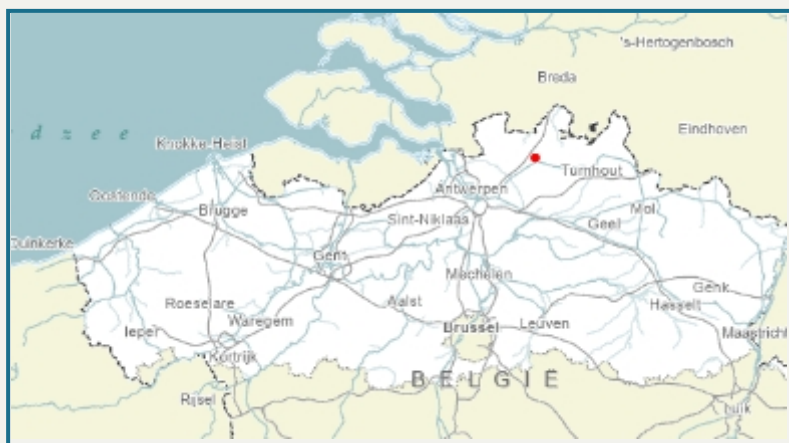 's-Hertogenbosch
Breda
d z e e
Eindhoven
Knokke-Heist
Turnhout
Oostende
Antwerpen
Mol
Brugge
Sint-Niklaas
Geel
Duinkerke
Gent
Mechelen
Genk
Roeselare
Aalst
Hasselt
Ieper
Waregem
Brussel
Leuven
Maastricht
Kortrijk
BELGIË
Rijsel
Luik